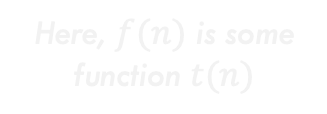 Here, f(n) is some
function t(n)